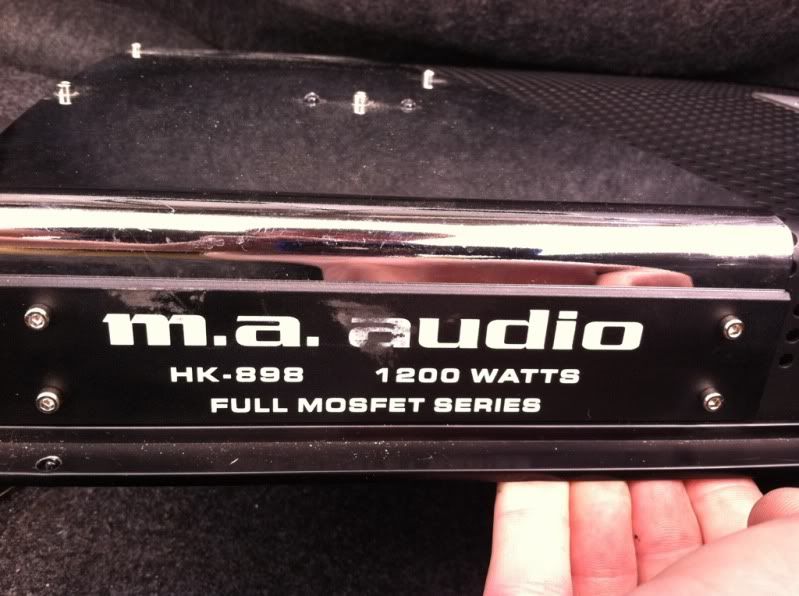 m.a. audio
HK-898 1200 WATTS
FULL MOSFET SERIES